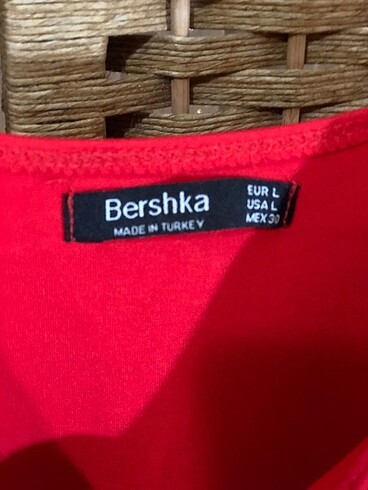 Bershka
MADE IN TURKEY
EUR L
USA L
MEX 30